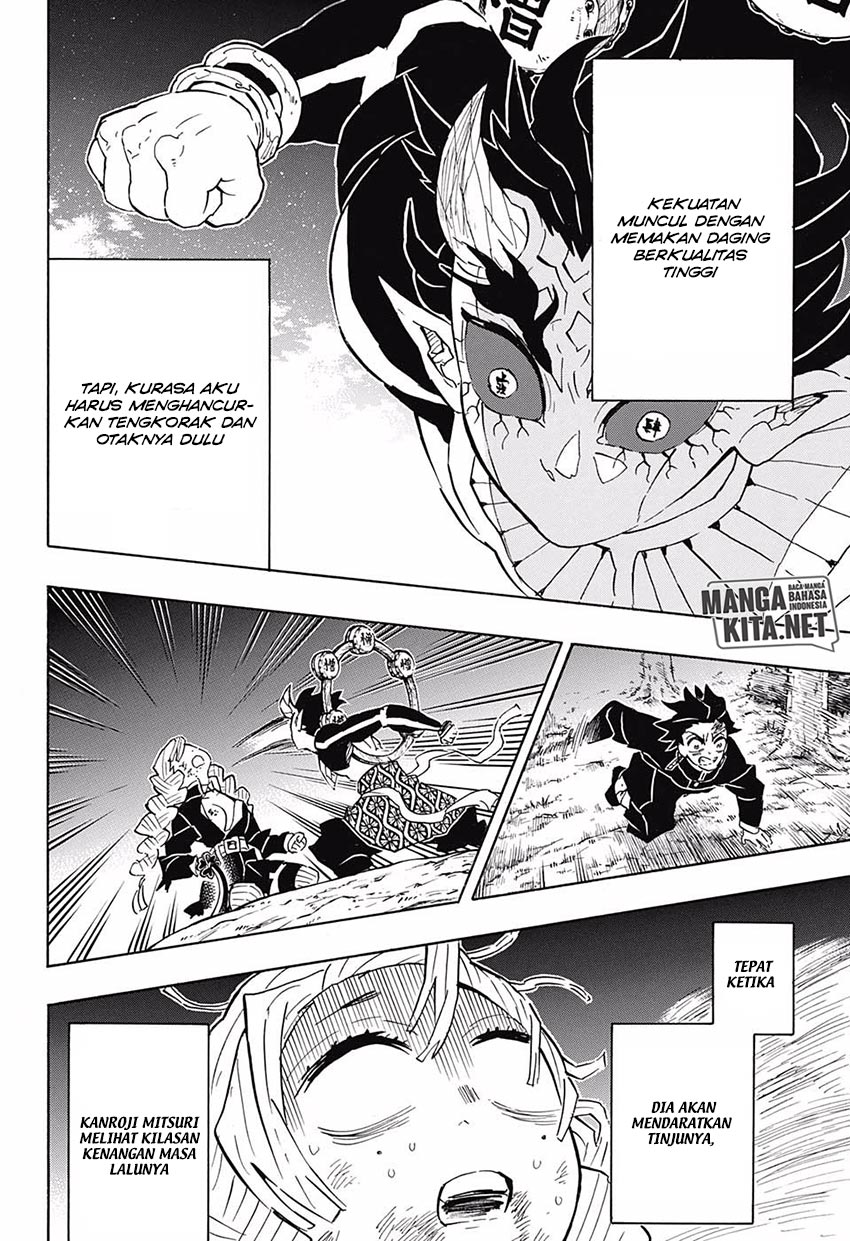 KEKUATAN
MUNCUL DENGAN
MEMAKAN DAGING
BERKUALITAS
TINGGI
TAPI, KURASA AKU
HARUS MENGHANCUR-
KAN TENGKORAK DAN
OTAKNYA DULU
MANGA
KITA.NET
BACA MANGA
BAHASA
INDONESIA
TEPAT
KETIKA
DIA AKAN
MENDARATKAN
TINJUNYA,
KANROJI MITSURI
MELIHAT KILASAN
KENANGAN MASA
LALUNYA